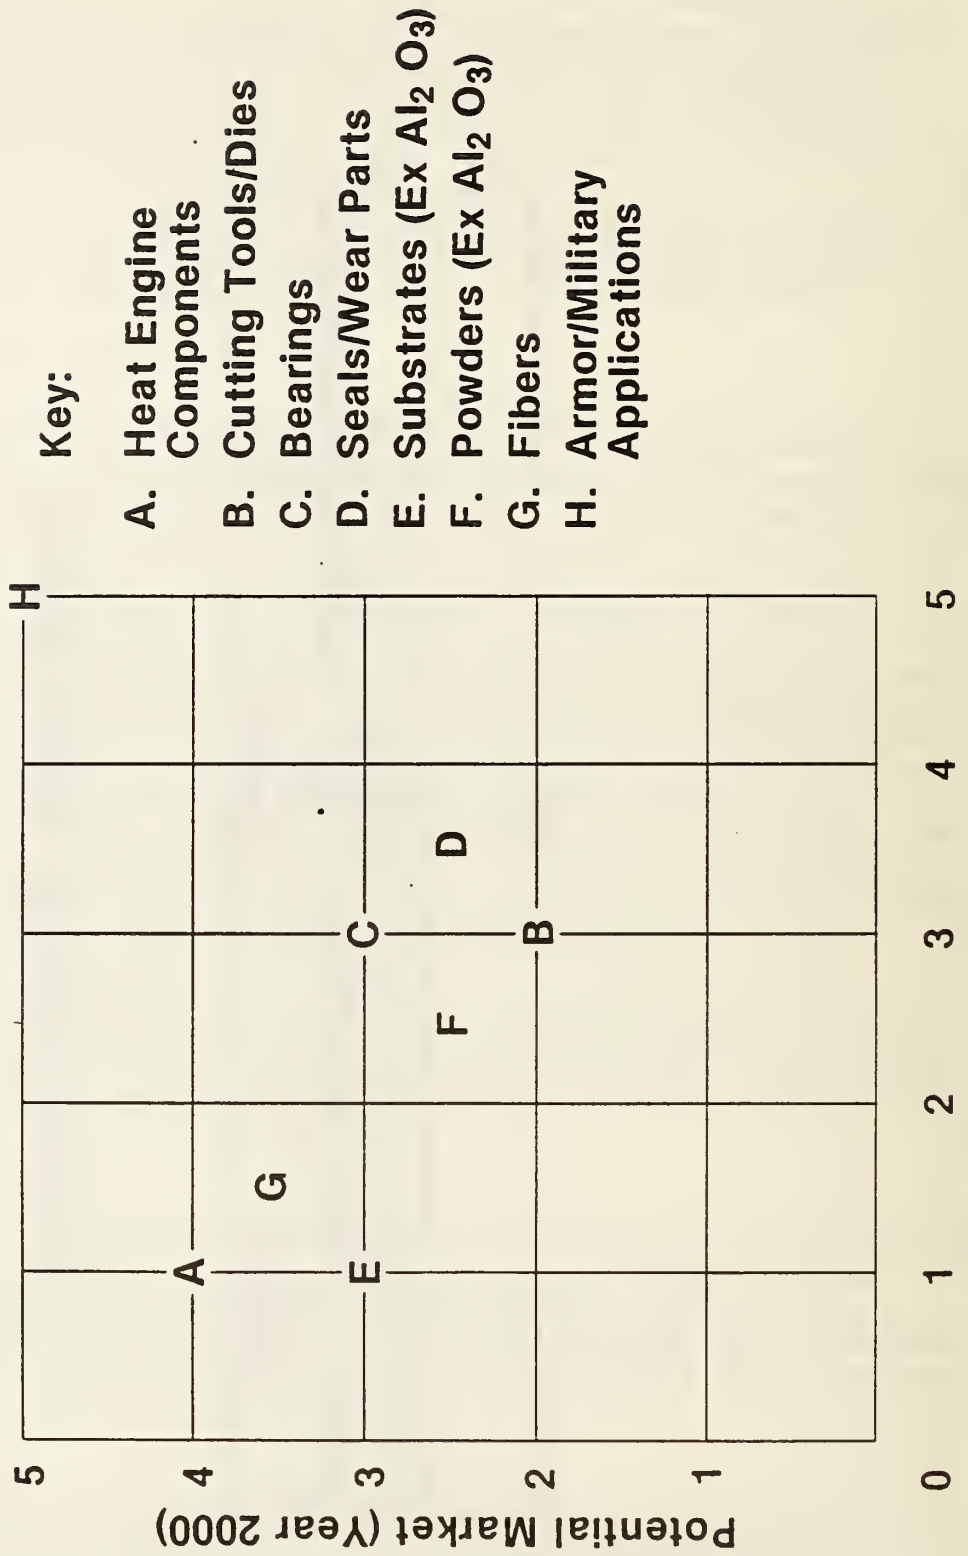 Potential Market (Year 2000)
5
4
3
2
1
0
1
2
3
4
5
H
A
G
E
C
F
D
B
Key:
A. Heat Engine
Components
B. Cutting Tools/Dies
C. Bearings
D. Seals/Wear Parts
E. Substrates (Ex Al₂ O₃)
F. Powders (Ex Al₂ O₃)
G. Fibers
H. Armor/Military
Applications